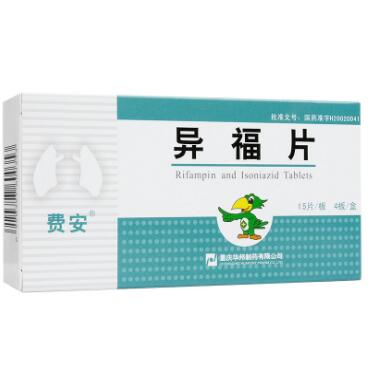 批准文号：国药准字H20020041
异福片
Rifampin and Isoniazid Tablets
费安®
15片/板 4板/盒
重庆华邦制药有限公司